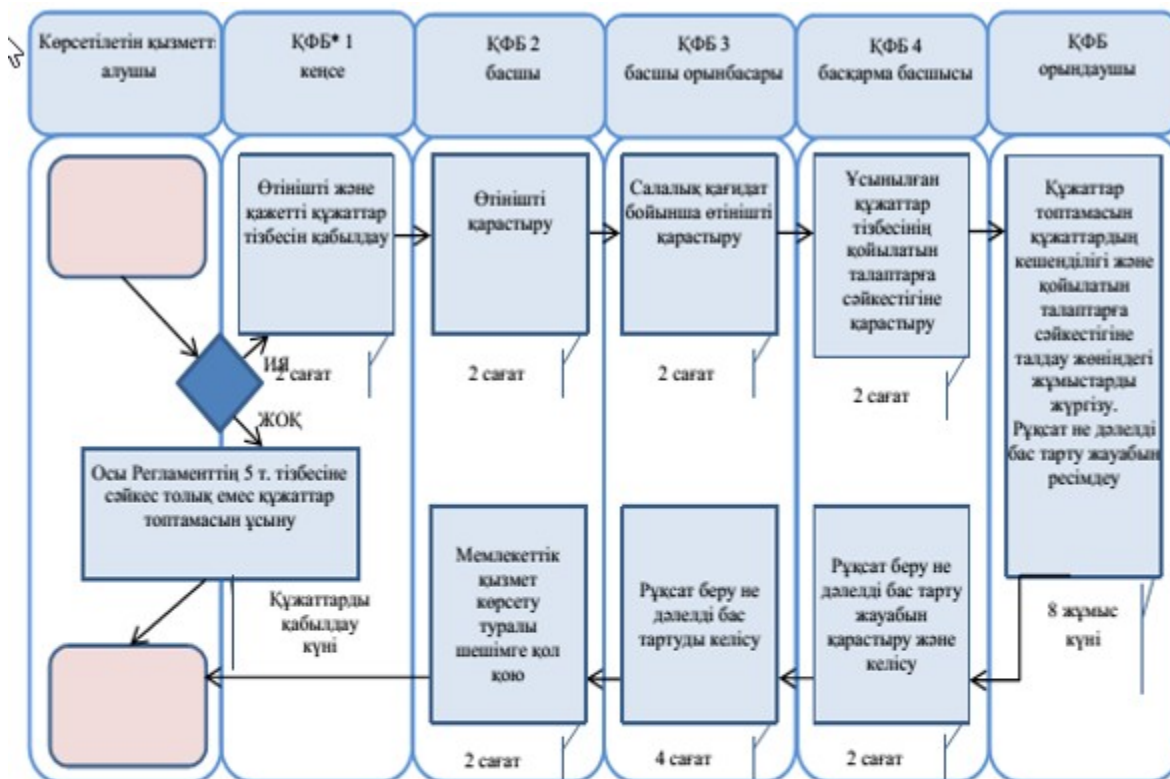 Көрсетілетін қызметт
алушы
ҚФБ* 1
кеңсе
ҚФБ 2
басшы
ҚФБ 3
басшы орынбасары
ҚФБ 4
басқарма басшысы
ҚФБ
орындаушы
Өтінішті және
қажетті құжаттар
тізбесін қабылдау
Өтінішті
қарастыру
Салалық қағидат
бойынша өтінішті
қарастыру
Ұсынылған
құжаттар
тізбесінің
қойылатын
талаптарға
сәйкестігіне
қарастыру
Құжаттар
топтамасын
құжаттардың
кешенділігі және
қойылатын
талаптарға
сәйкестігіне
талдау жөніндегі
жұмыстарды
жүргізу.
Рұқсат не дәлелді
бас тарту жауабын
ресімдеу
ИЯ
2 сағат
2 сағат
2 сағат
2 сағат
ЖОҚ
Осы Регламенттің 5 т. тізбесіне
сәйкес толық емес құжаттар
топтамасын ұсыну
Құжаттарды
қабылдау
күні
Мемлекеттік
қызмет
көрсету
туралы
шешімге қол
қою
Рұқсат беру не
дәлелді бас
тартуды келісу
Рұқсат беру не
дәлелді бас тарту
жауабын
қарастыру және
келісу
8 жұмыс
күні
2 сағат
4 сағат
2 сағат